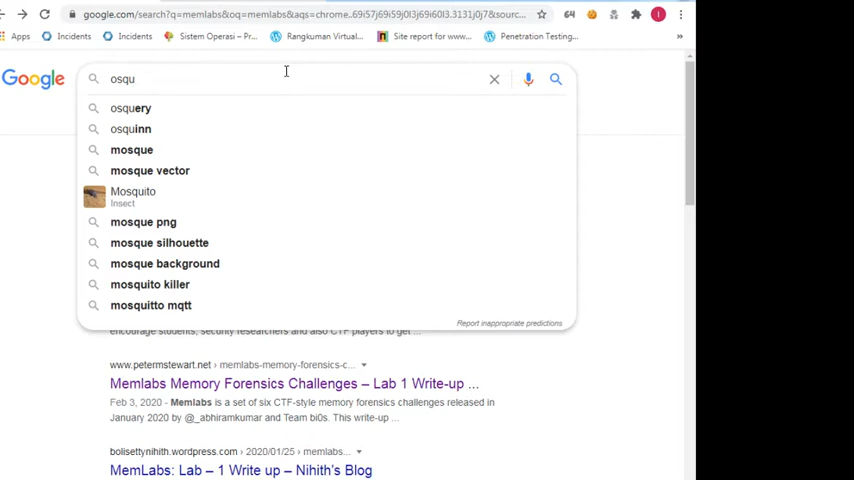 google.com/search?q=memlabs&oq=memlabs&aqs=chrome..69i57j69i59j0l3j69i60l3.3131j0j7&sourc...
Apps Incidents Incidents Sistem Operasi – Pr... Rangkuman Virtual... Site report for www... Penetration Testing... »
Google osqu
osquery
osquinn
mosque
mosque vector
Mosquito
Insect
mosque png
mosque silhouette
mosque background
mosquito killer
mosquitto mqtt
Report inappropriate predictions
encourage students, security researchers and also CTF players to get ...
www.petermstewart.net › memlabs-memory-forensics-c...
Memlabs Memory Forensics Challenges – Lab 1 Write-up ...
Feb 3, 2020 - Memlabs is a set of six CTF-style memory forensics challenges released in
January 2020 by @_abhiramkumar and Team bi0s. This write-up ...
bolisettynihith.wordpress.com › 2020/01/25 › memlabs...
MemLabs: Lab – 1 Write up – Nihith's Blog